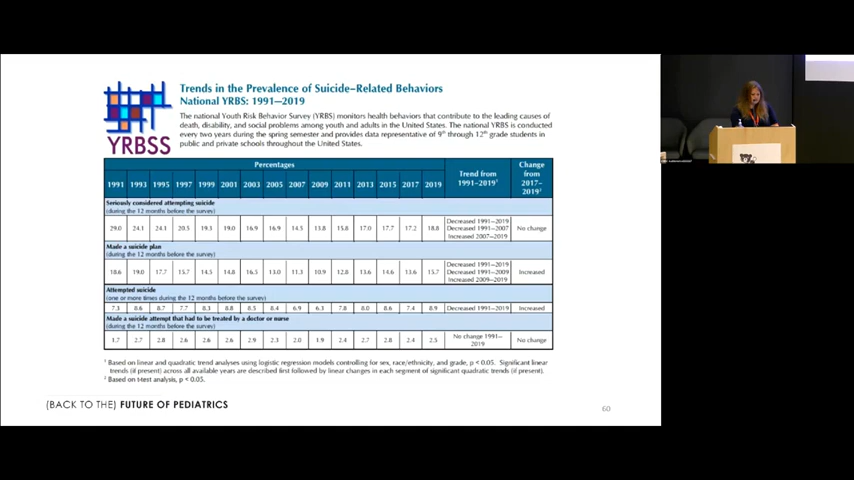 Trends in the Prevalence of Suicide-Related Behaviors
National YRBS: 1991—2019
The national Youth Risk Behavior Survey (YRBS) monitors health behaviors that contribute to the leading causes of
death, disability, and social problems among youth and adults in the United States. The national YRBS is conducted
every two years during the spring semester and provides data representative of 9th through 12th grade students in
public and private schools throughout the United States.
YRBSS
Percentages
Trend from
1991–2019¹
Change
from
2017–
2019²
1991 1993 1995 1997 1999 2001 2003 2005 2007 2009 2011 2013 2015 2017 2019
Seriously considered attempting suicide
(during the 12 months before the survey)
29.0 24.1 24.1 20.5 19.3 19.0 16.9 16.9 14.5 13.8 15.8 17.0 17.7 17.2 18.8
Decreased 1991—2019
Decreased 1991—2007
Increased 2007—2019
No change
Made a suicide plan
(during the 12 months before the survey)
18.6 19.0 17.7 15.7 14.5 14.8 16.5 13.0 11.3 10.9 12.8 13.6 14.6 13.6 15.7
Decreased 1991—2019
Decreased 1991—2009
Increased 2009—2019
Increased
Attempted suicide
(one or more times during the 12 months before the survey)
7.3 8.6 8.7 7.7 8.3 8.8 8.5 8.4 6.9 6.3 7.8 8.0 8.6 7.4 8.9 Decreased 1991—2019 Increased
Made a suicide attempt that had to be treated by a doctor or nurse
(during the 12 months before the survey)
1.7 2.7 2.8 2.6 2.6 2.6 2.9 2.3 2.0 1.9 2.4 2.7 2.8 2.4 2.5
No change 1991—
2019
No change
¹ Based on linear and quadratic trend analyses using logistic regression models controlling for sex, race/ethnicity, and grade, p < 0.05. Significant linear
trends (if present) across all available years are described first followed by linear changes in each segment of significant quadratic trends (if present).
² Based on t-test analysis, p < 0.05.
(BACK TO THE) FUTURE OF PEDIATRICS
60